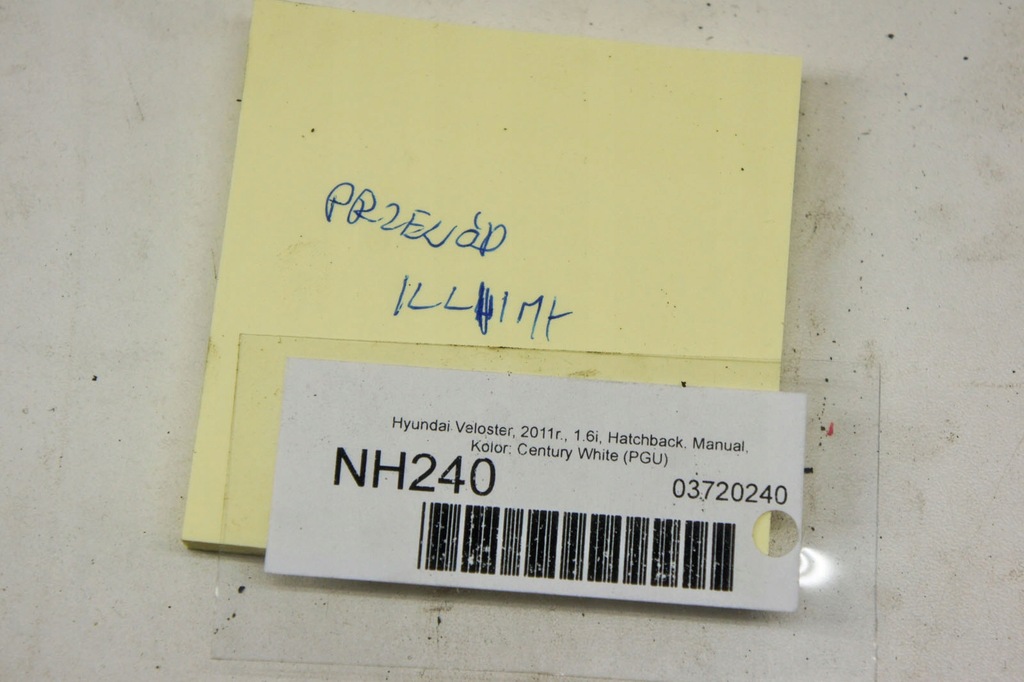 PRZEWÓD
Hyundai Veloster, 2011r., 1.6i, Hatchback. Manual,
Kolor: Century White (PGU)
NH240
03720240